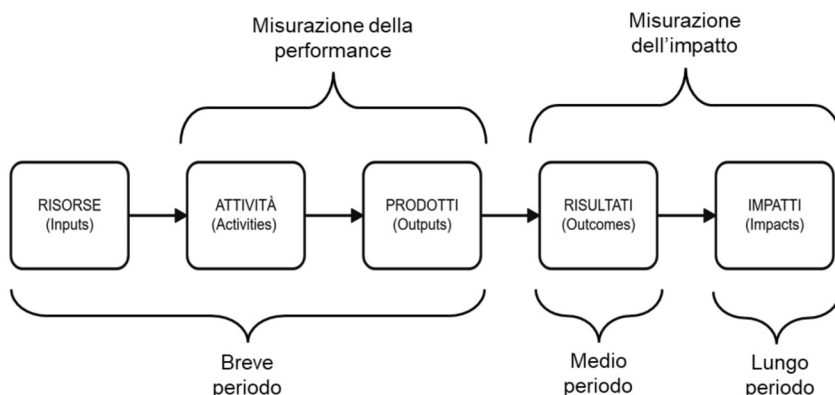 Misurazione della
performance
Misurazione
dell'impatto
RISORSE
(Inputs)
ATTIVITÀ
(Activities)
PRODOTTI
(Outputs)
RISULTATI
(Outcomes)
IMPATTI
(Impacts)
Breve
periodo
Medio
periodo
Lungo
periodo